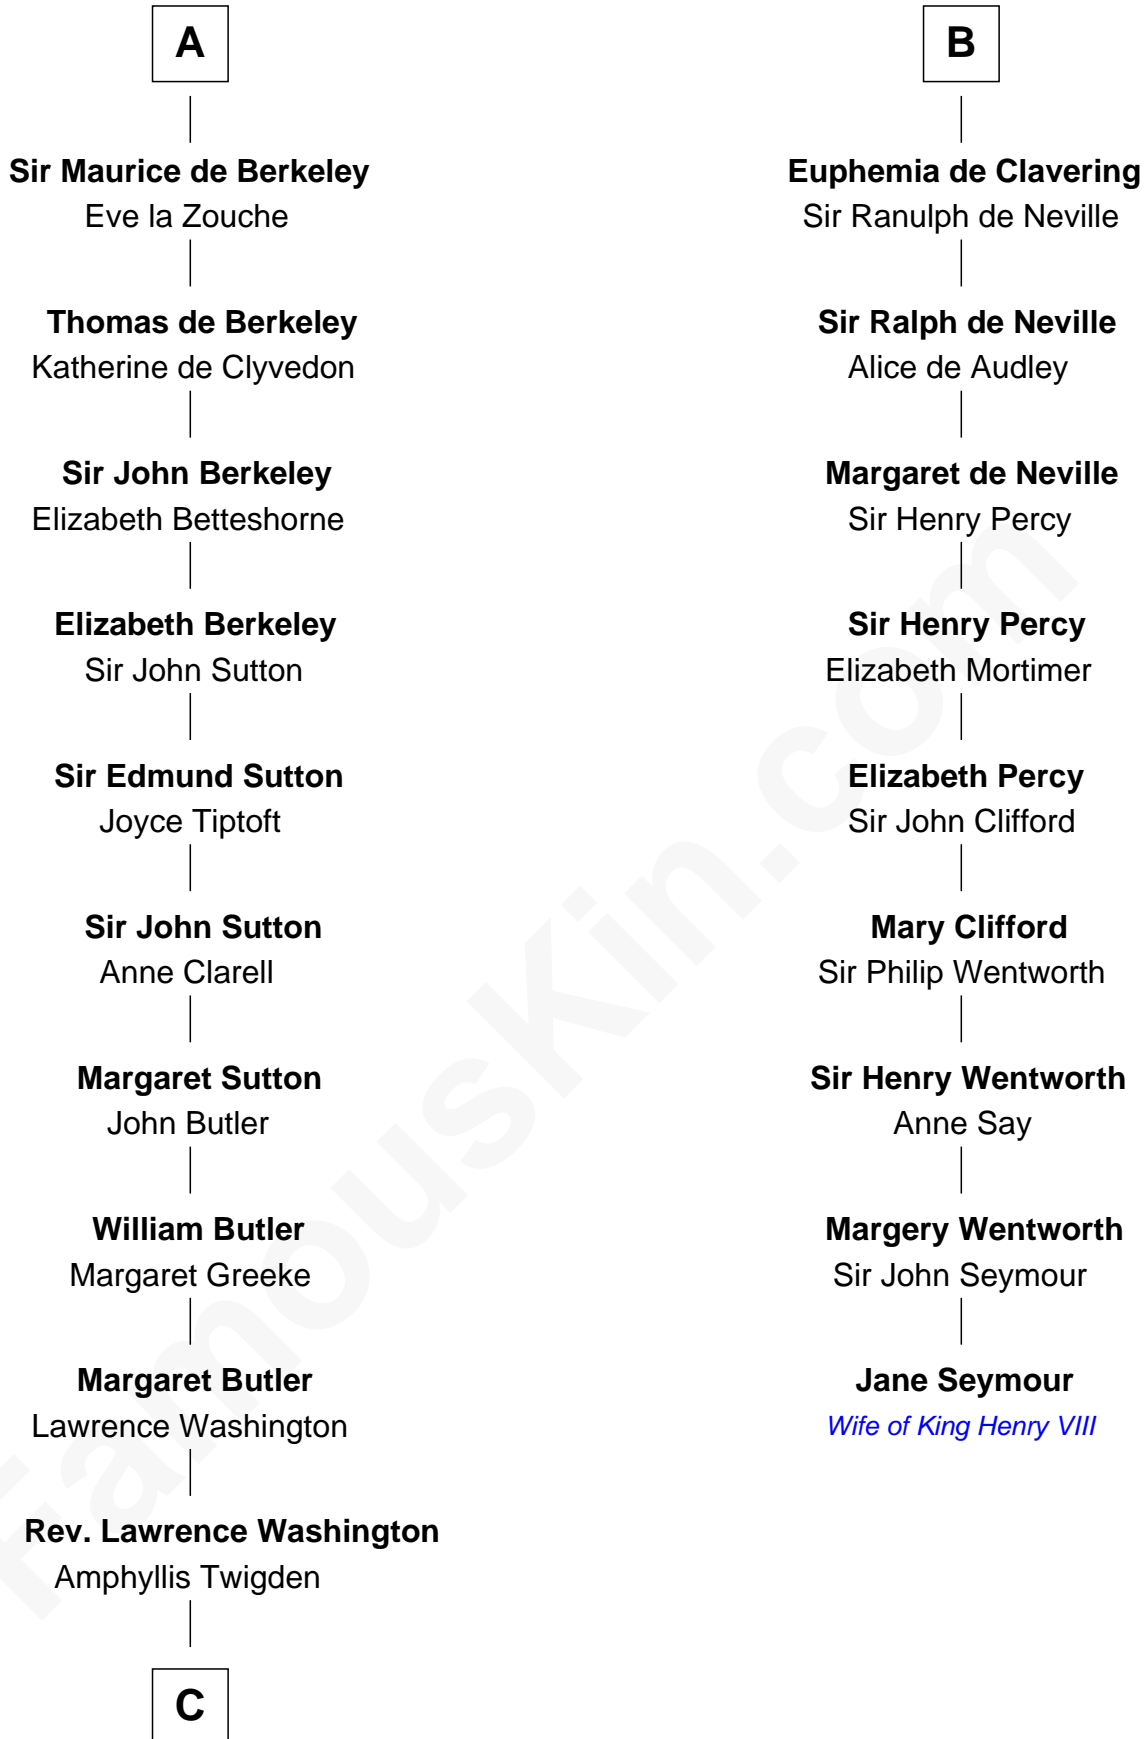 A
Sir Maurice de Berkeley
Eve la Zouche
Thomas de Berkeley
Katherine de Clyvedon
Sir John Berkeley
Elizabeth Betteshorne
Elizabeth Berkeley
Sir John Sutton
Sir Edmund Sutton
Joyce Tiptoft
Sir John Sutton
Anne Clarell
Margaret Sutton
John Butler
William Butler
Margaret Greeke
Margaret Butler
Lawrence Washington
Rev. Lawrence Washington
Amphyllis Twigden
C
B
Euphemia de Clavering
Sir Ranulph de Neville
Sir Ralph de Neville
Alice de Audley
Margaret de Neville
Sir Henry Percy
Sir Henry Percy
Elizabeth Mortimer
Elizabeth Percy
Sir John Clifford
Mary Clifford
Sir Philip Wentworth
Sir Henry Wentworth
Anne Say
Margery Wentworth
Sir John Seymour
Jane Seymour
Wife of King Henry VIII
FamousKin.com